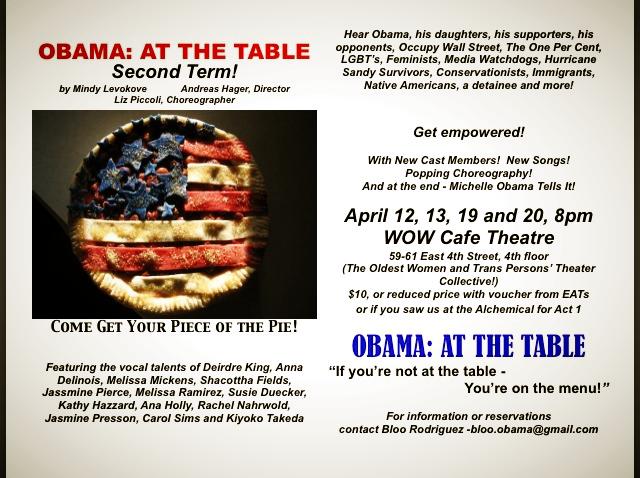 OBAMA: AT THE TABLE
Second Term!
by Mindy Levokove Andreas Hager, Director
Liz Piccoli, Choreographer
COME GET YOUR PIECE OF THE PIE!
Featuring the vocal talents of Deirdre King, Anna
Delinois, Melissa Mickens, Shacottha Fields,
Jassmine Pierce, Melissa Ramirez, Susie Duecker,
Kathy Hazzard, Ana Holly, Rachel Nahrwold,
Jasmine Presson, Carol Sims and Kiyoko Takeda
Hear Obama, his daughters, his supporters, his
opponents, Occupy Wall Street, The One Per Cent,
LGBT's, Feminists, Media Watchdogs, Hurricane
Sandy Survivors, Conservationists, Immigrants,
Native Americans, a detainee and more!
Get empowered!
With New Cast Members! New Songs!
Popping Choreography!
And at the end - Michelle Obama Tells It!
April 12, 13, 19 and 20, 8pm
WOW Cafe Theatre
59-61 East 4th Street, 4th floor
(The Oldest Women and Trans Persons' Theater
Collective!)
$10, or reduced price with voucher from EATs
or if you saw us at the Alchemical for Act 1
OBAMA: AT THE TABLE
“If you're not at the table -
You're on the menu!”
For information or reservations
contact Bloo Rodriguez -bloo.obama@gmail.com